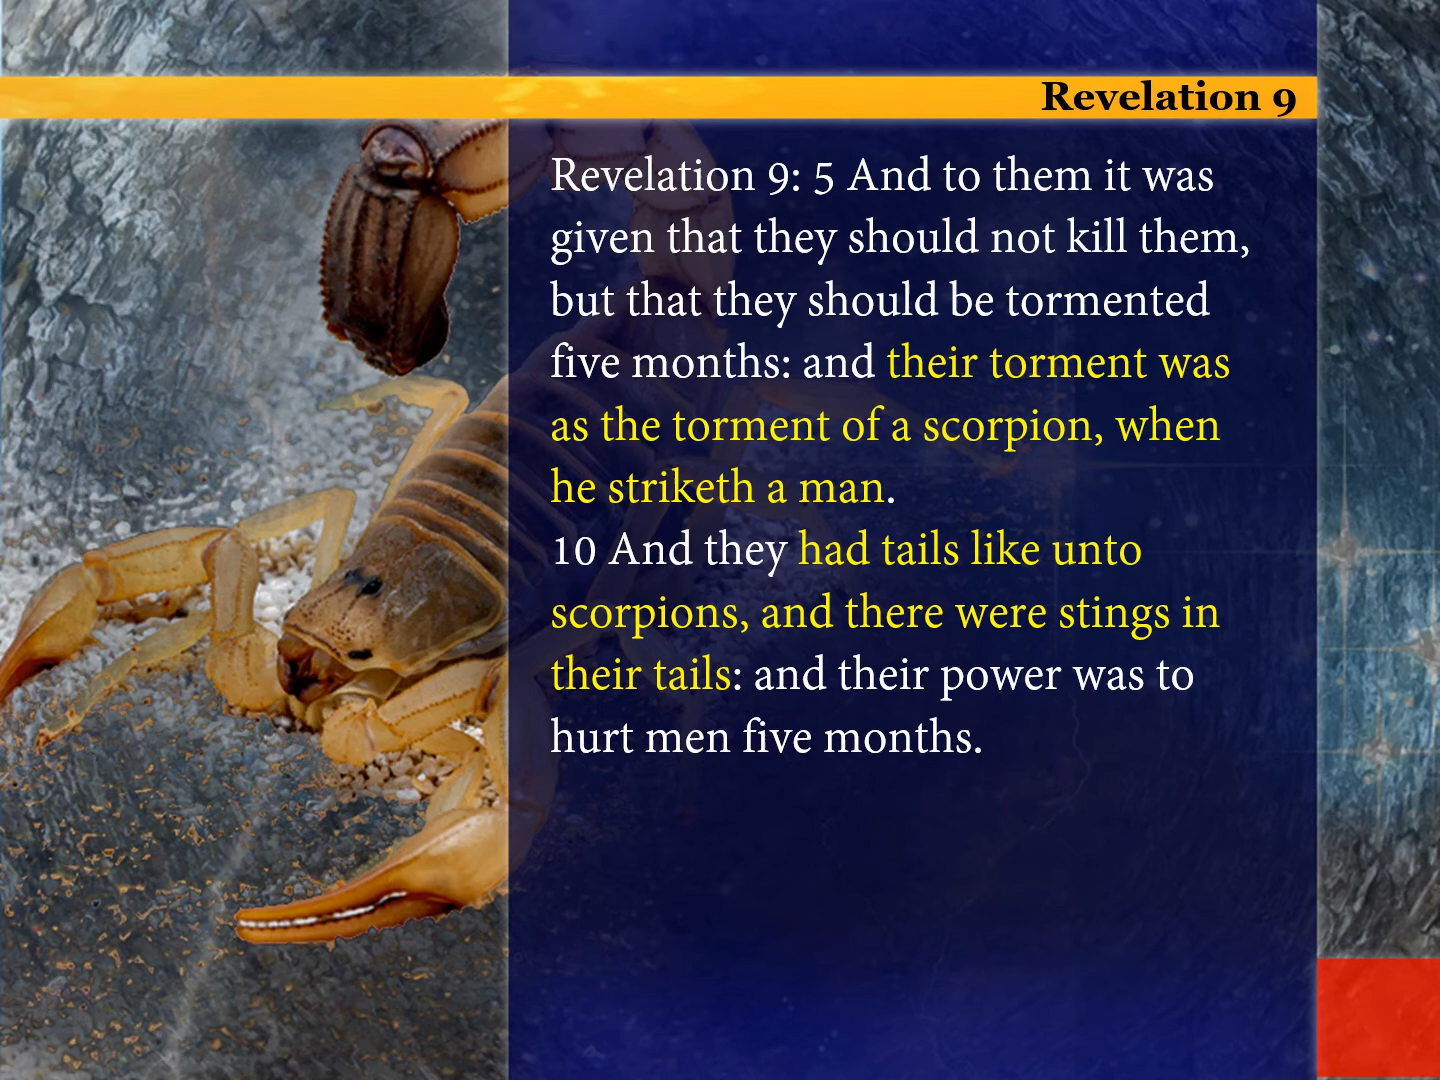 Revelation 9
Revelation 9: 5 And to them it was
given that they should not kill them,
but that they should be tormented
five months: and their torment was
as the torment of a scorpion, when
he striketh a man.
10 And they had tails like unto
scorpions, and there were stings in
their tails: and their power was to
hurt men five months.